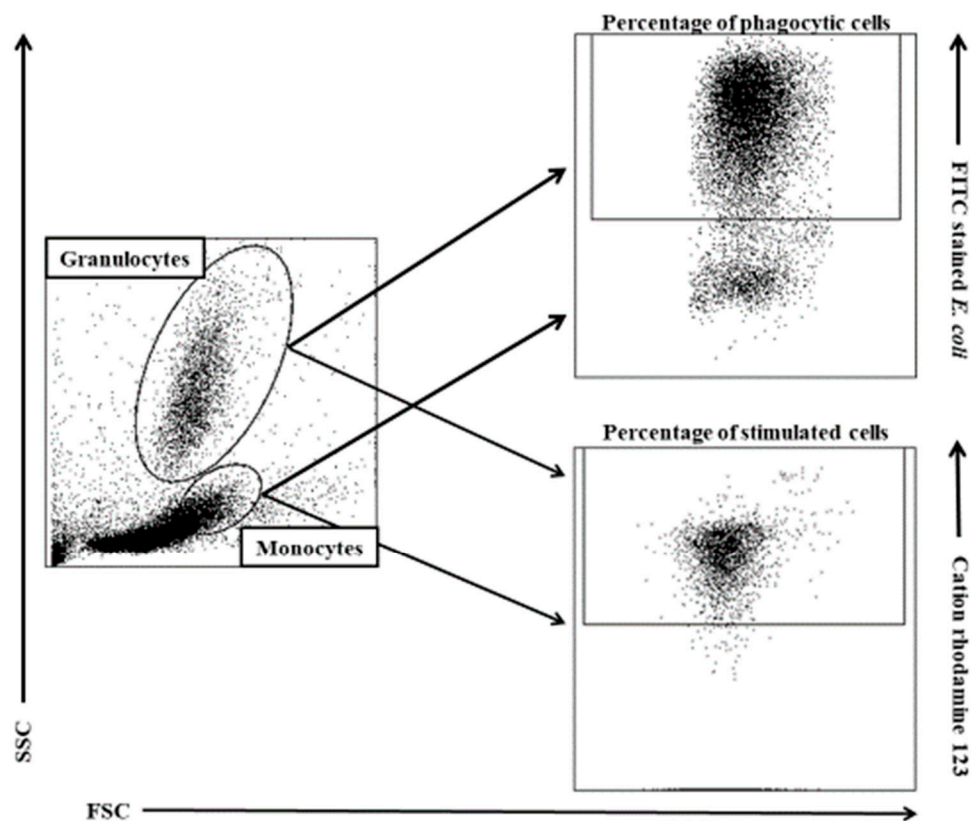 Percentage of phagocytic cells
FITC stained E. coli
Granulocytes
Monocytes
Percentage of stimulated cells
Cation rhodamine 123
SSC
FSC